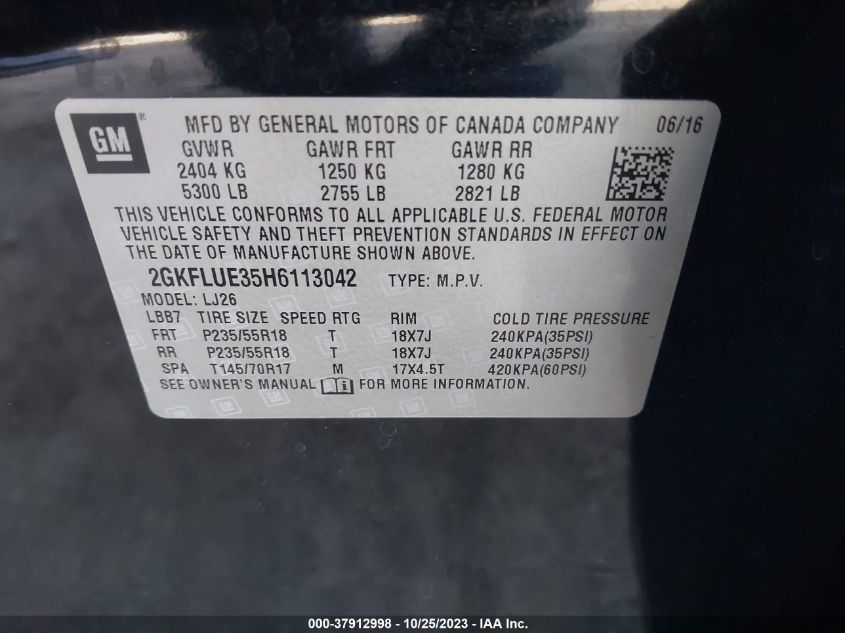 GM ® MFD BY GENERAL MOTORS OF CANADA COMPANY 06/16
GVWR GAWR FRT GAWR RR
2404 KG 1250 KG 1280 KG
5300 LB 2755 LB 2821 LB
THIS VEHICLE CONFORMS TO ALL APPLICABLE U.S. FEDERAL MOTOR
VEHICLE SAFETY AND THEFT PREVENTION STANDARDS IN EFFECT ON
THE DATE OF MANUFACTURE SHOWN ABOVE.
2GKFLUE35H6113042 TYPE: M.P.V.
MODEL: LJ26
LBB7 TIRE SIZE SPEED RTG RIM COLD TIRE PRESSURE
FRT P235/55R18 T 18X7J 240KPA(35PSI)
RR P235/55R18 T 18X7J 240KPA(35PSI)
SPA T145/70R17 M 17X4.5T 420KPA(60PSI)
SEE OWNER'S MANUAL FOR MORE INFORMATION.
000-37912998 - 10/25/2023 - IAA Inc.